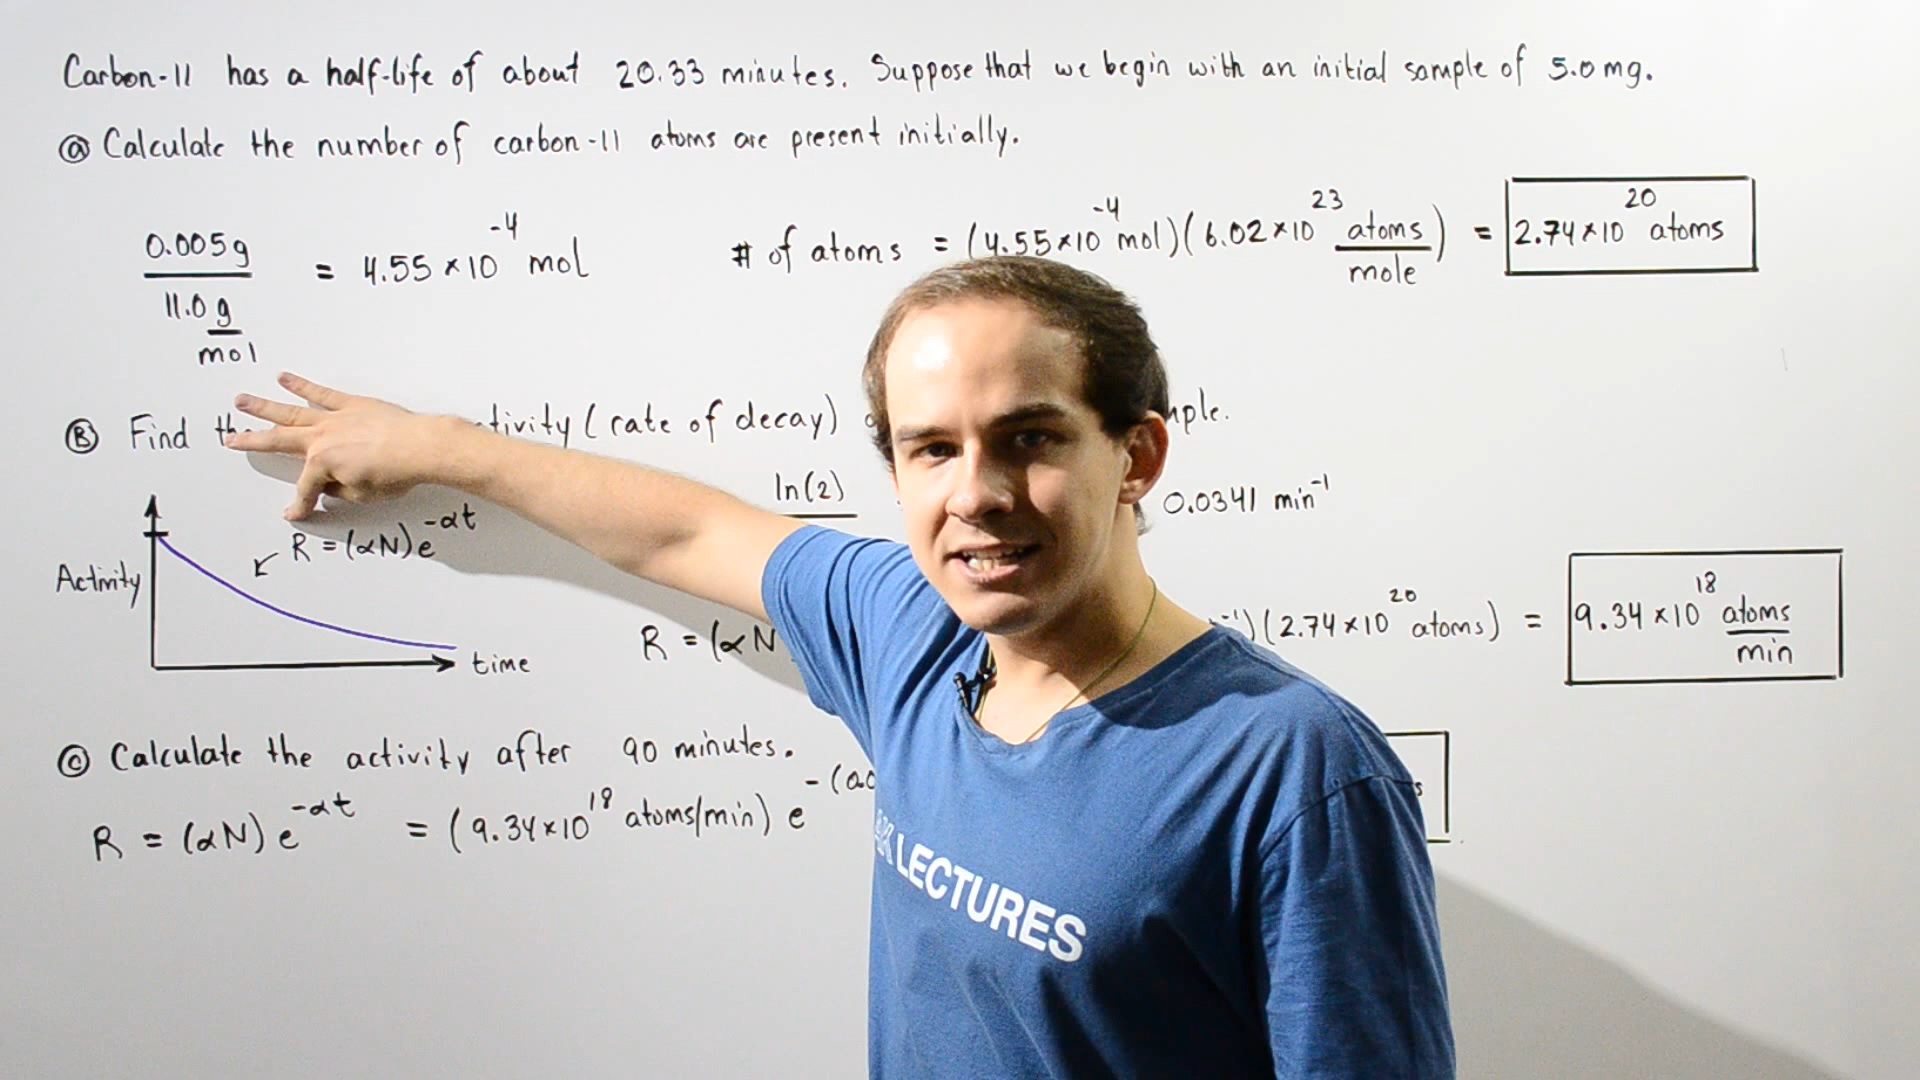 Carbon-11 has a half-life of about 20.33 minutes. Suppose that we begin with an initial sample of 5.0 mg.
Ⓐ Calculate the number of carbon-11 atoms are present initially.
0.005g / 11.0 g/mol = 4.55×10^-4 mol
# of atoms = (4.55×10^-4 mol)(6.02×10^23 atoms/mole) = 2.74×10^20 atoms
Ⓑ Find (rate of decay)
ln(2)
0.0341 min^-1
Activity
R = (αN)e^-αt
time
R = (αN
)(2.74×10^20 atoms) = 9.34×10^18 atoms/min
Ⓒ Calculate the activity after 90 minutes.
R = (αN)e^-αt = (9.34×10^18 atoms/min) e^-(0.0
AK LECTURES